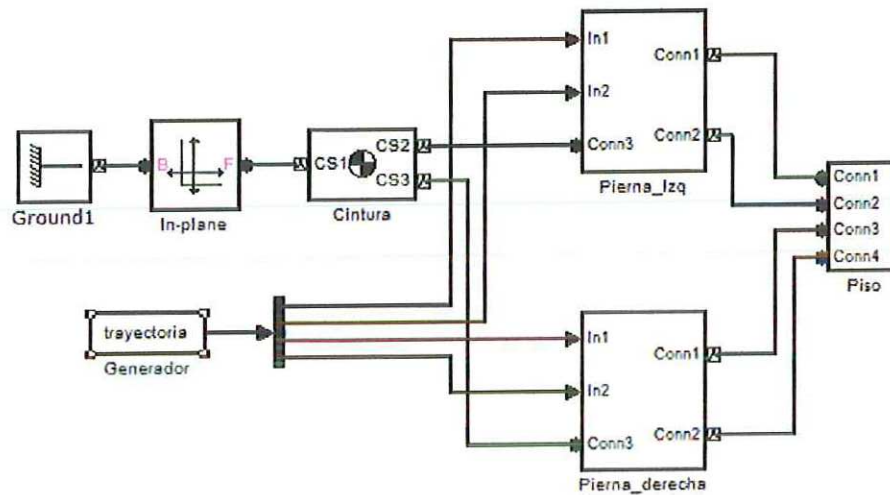 In1
Conn1
In2
Conn3
Conn2
Pierna_Izq
Ground1
B
F
In-plane
CS1
CS2
CS3
Cintura
Conn1
Conn2
Conn3
Conn4
Piso
trayectoria
Generador
In1
Conn1
In2
Conn3
Conn2
Pierna_derecha